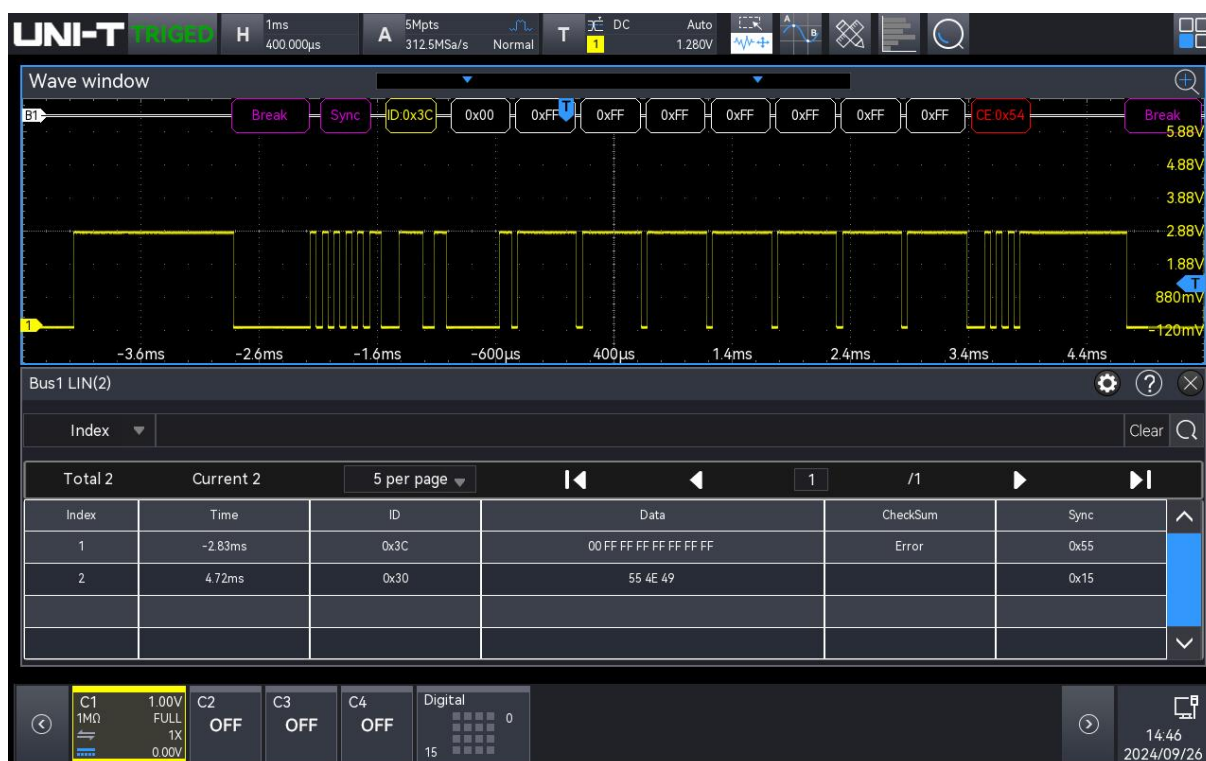 UNI-T TRIGED H 1ms 400.000µs A 5Mpts 312.5MSa/s Normal T DC 1 Auto 1.280V A B
Wave window
B1 Break Sync ID:0x3C 0x00 0xFF T 0xFF 0xFF 0xFF 0xFF 0xFF 0xFF CE 0x54 Break
5.88V
4.88V
3.88V
2.88V
1.88V
T
880mV
1 -120mV
-3.6ms -2.6ms -1.6ms -600µs 400µs 1.4ms 2.4ms 3.4ms 4.4ms
Bus1 LIN(2) ?
Index Clear
Total 2 Current 2 5 per page 1 /1
Index Time ID Data CheckSum Sync
1 -2.83ms 0x3C 00 FF FF FF FF FF FF FF Error 0x55
2 4.72ms 0x30 55 4E 49 0x15
C1 1.00V C2 C3 C4 Digital
1MΩ FULL OFF OFF OFF 0
1X
0.00V 15
14:46
2024/09/26